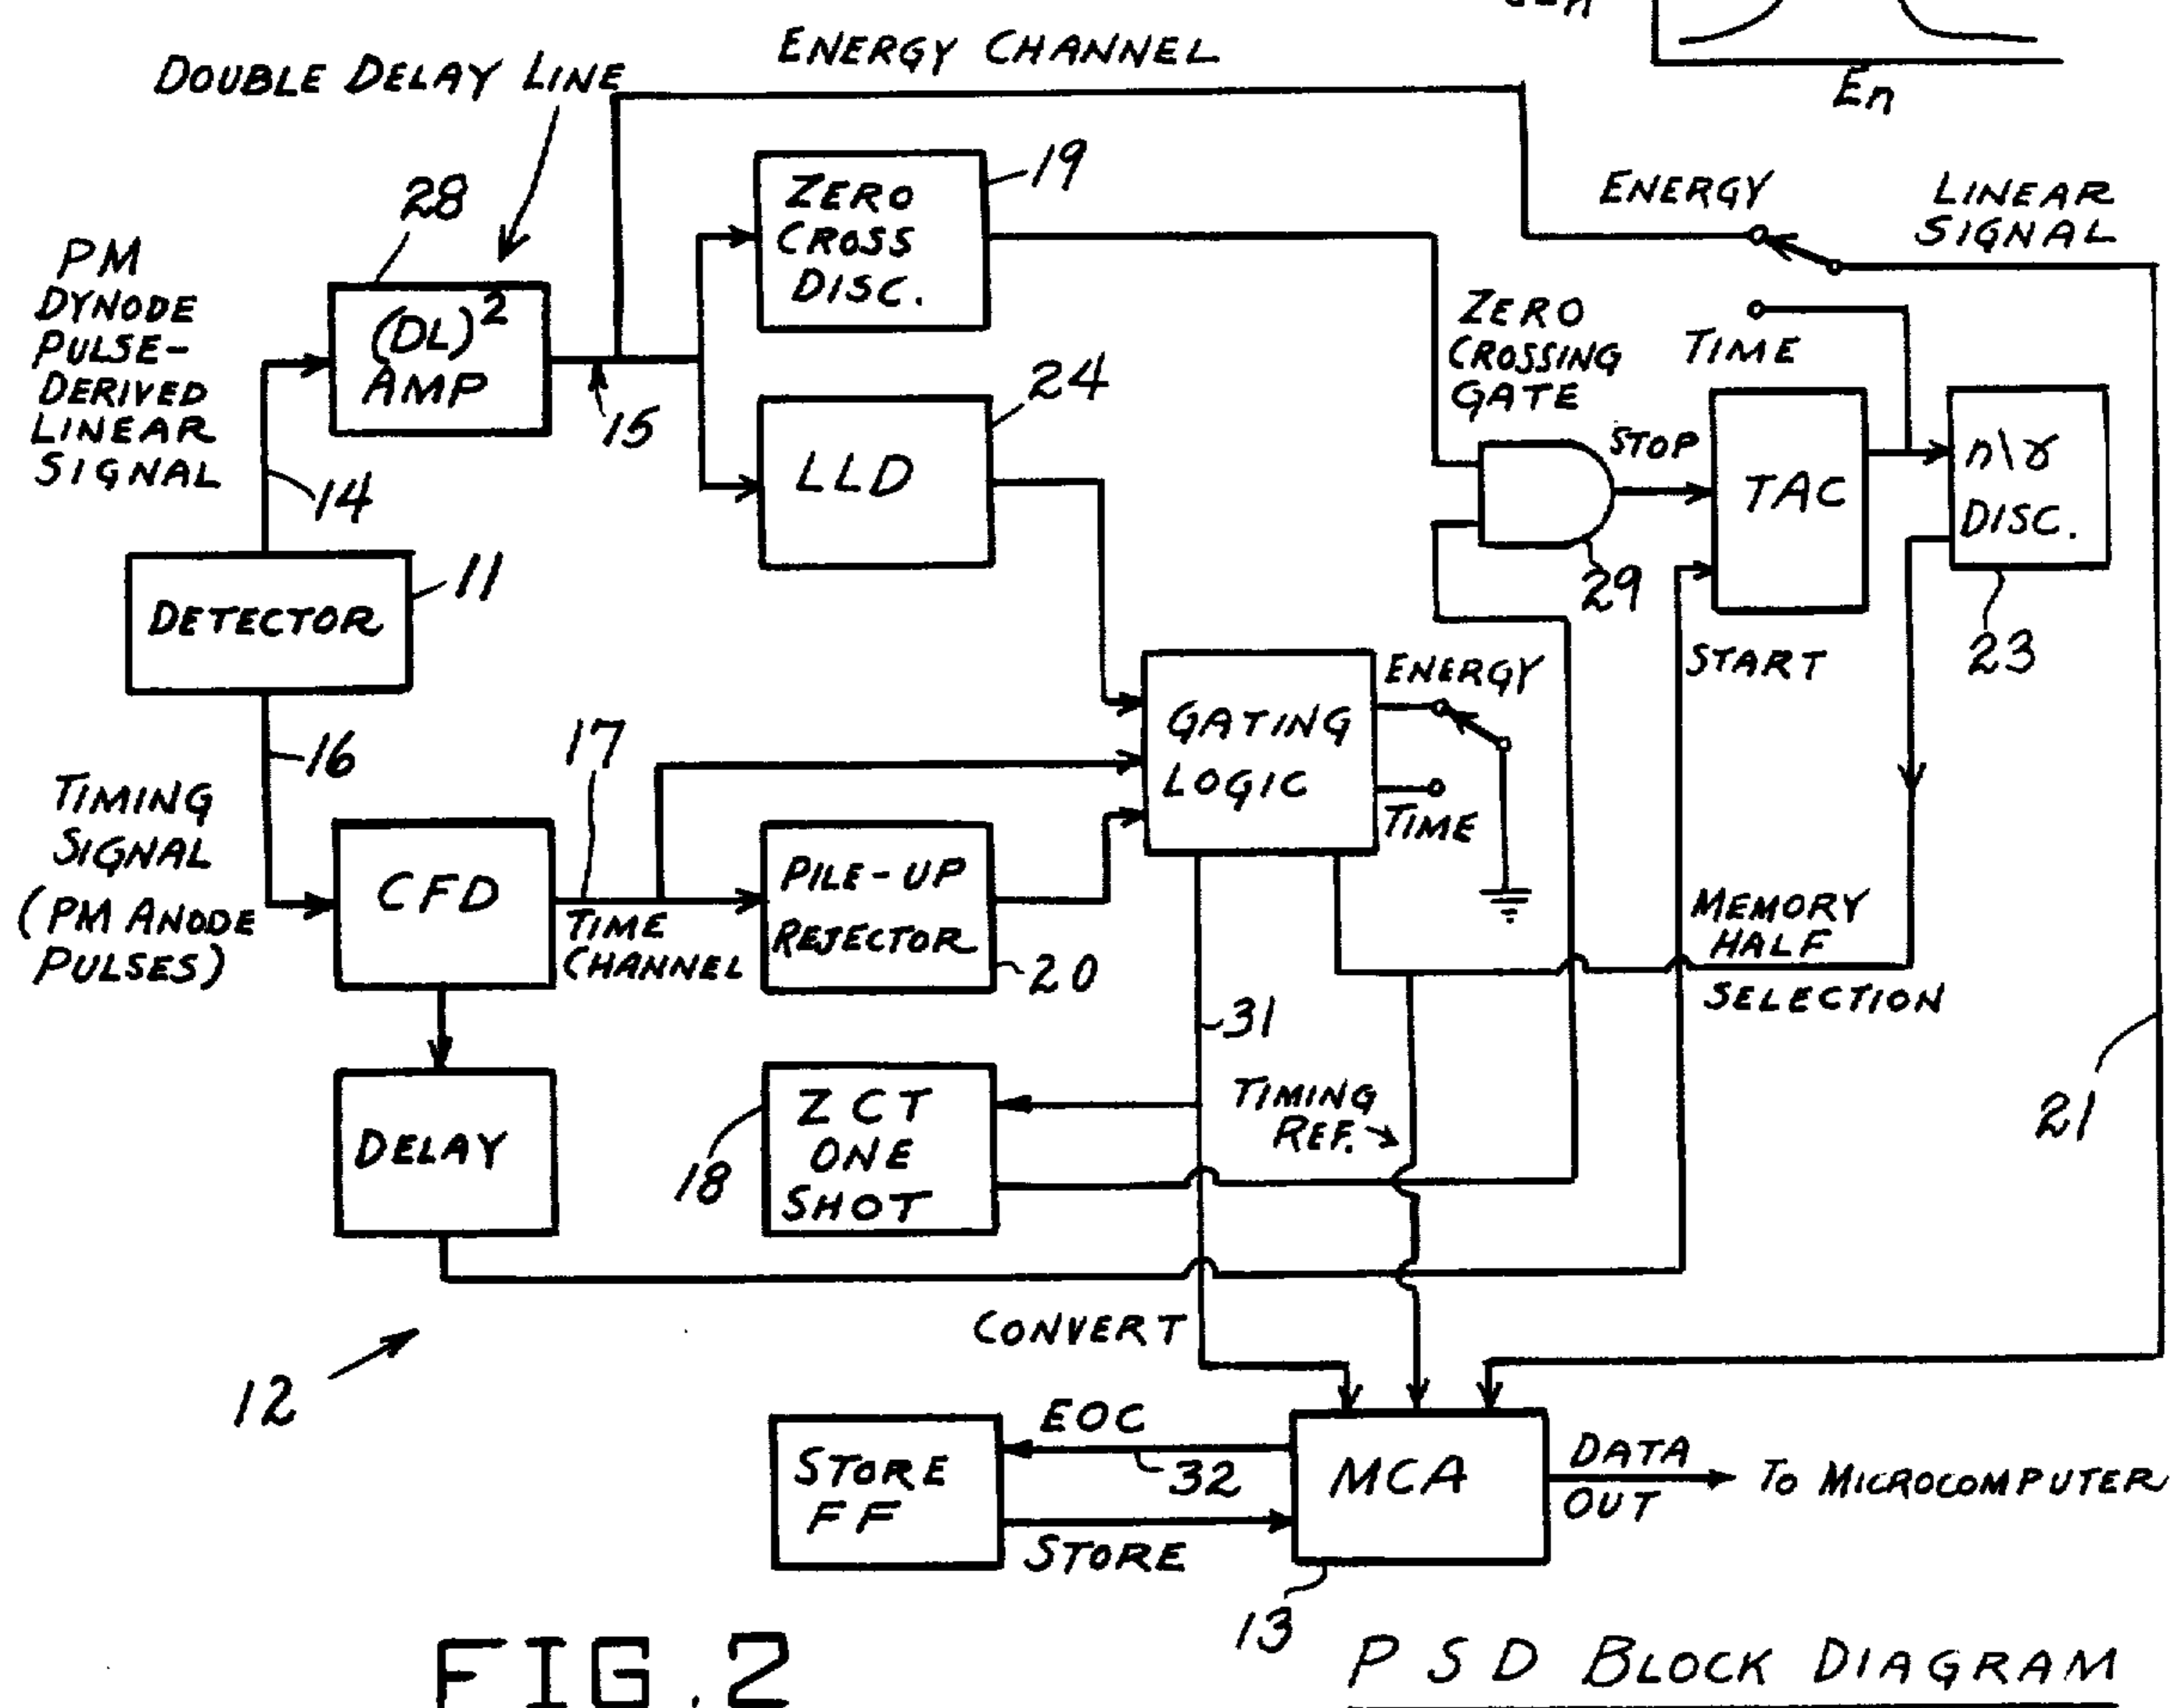 En
DOUBLE DELAY LINE
ENERGY CHANNEL
28
19
ZERO
CROSS
DISC.
ENERGY
LINEAR
SIGNAL
PM
DYNODE
PULSE-
DERIVED
LINEAR
SIGNAL
(DL)2
AMP
15
24
LLD
ZERO
CROSSING
GATE
TIME
STOP
TAC
n\γ
DISC.
14
DETECTOR
11
29
START
23
16
17
GATING
LOGIC
ENERGY
TIME
TIMING
SIGNAL
(PM ANODE
PULSES)
CFD
TIME
CHANNEL
PILE-UP
REJECTOR
20
MEMORY
HALF
SELECTION
31
DELAY
18
ZCT
ONE
SHOT
TIMING
REF.
21
12
CONVERT
STORE
FF
EOC
32
STORE
MCA
DATA
OUT
TO MICROCOMPUTER
13
FIG.2
PSD BLOCK DIAGRAM